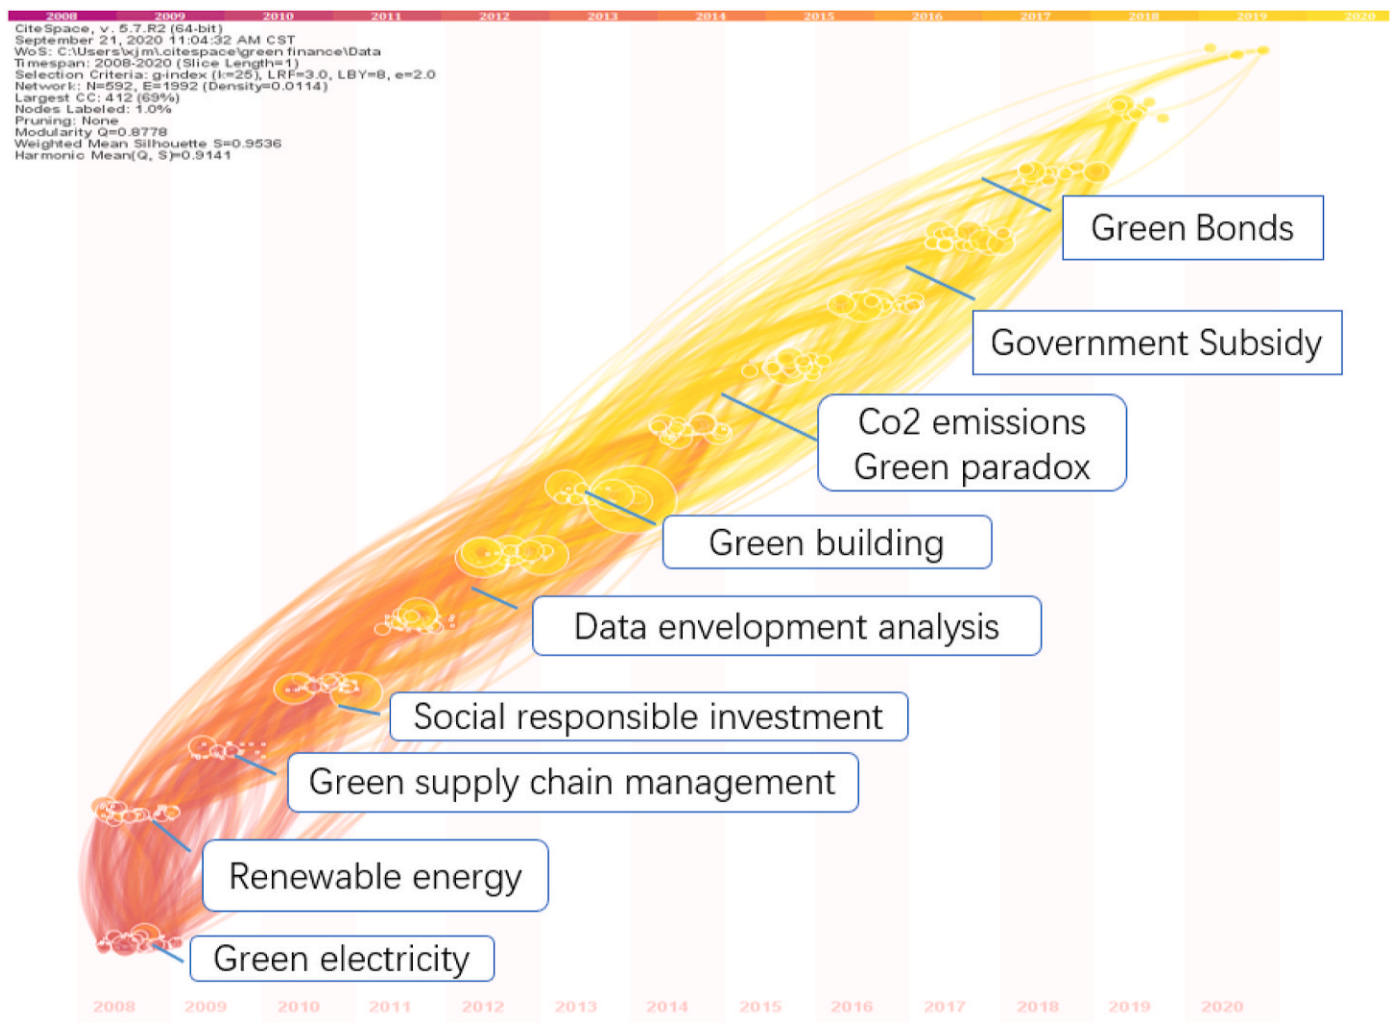 2008 2009 2010 2011 2012 2013 2014 2015 2016 2017 2018 2019 2020
CiteSpace, v. 5.7.R2 (64-bit)
September 21, 2020 11:04:32 AM CST
WoS: C:\Users\xjm\.citespace\green finance\Data
Timespan: 2008-2020 (Slice Length=1)
Selection Criteria: g-index (k=25), LRF=3.0, LBY=8, e=2.0
Network: N=592, E=1992 (Density=0.0114)
Largest CC: 412 (69%)
Nodes Labeled: 1.0%
Pruning: None
Modularity Q=0.8778
Weighted Mean Silhouette S=0.9536
Harmonic Mean(Q, S)=0.9141
Green Bonds
Government Subsidy
Co2 emissions
Green paradox
Green building
Data envelopment analysis
Social responsible investment
Green supply chain management
Renewable energy
Green electricity
2008 2009 2010 2011 2012 2013 2014 2015 2016 2017 2018 2019 2020